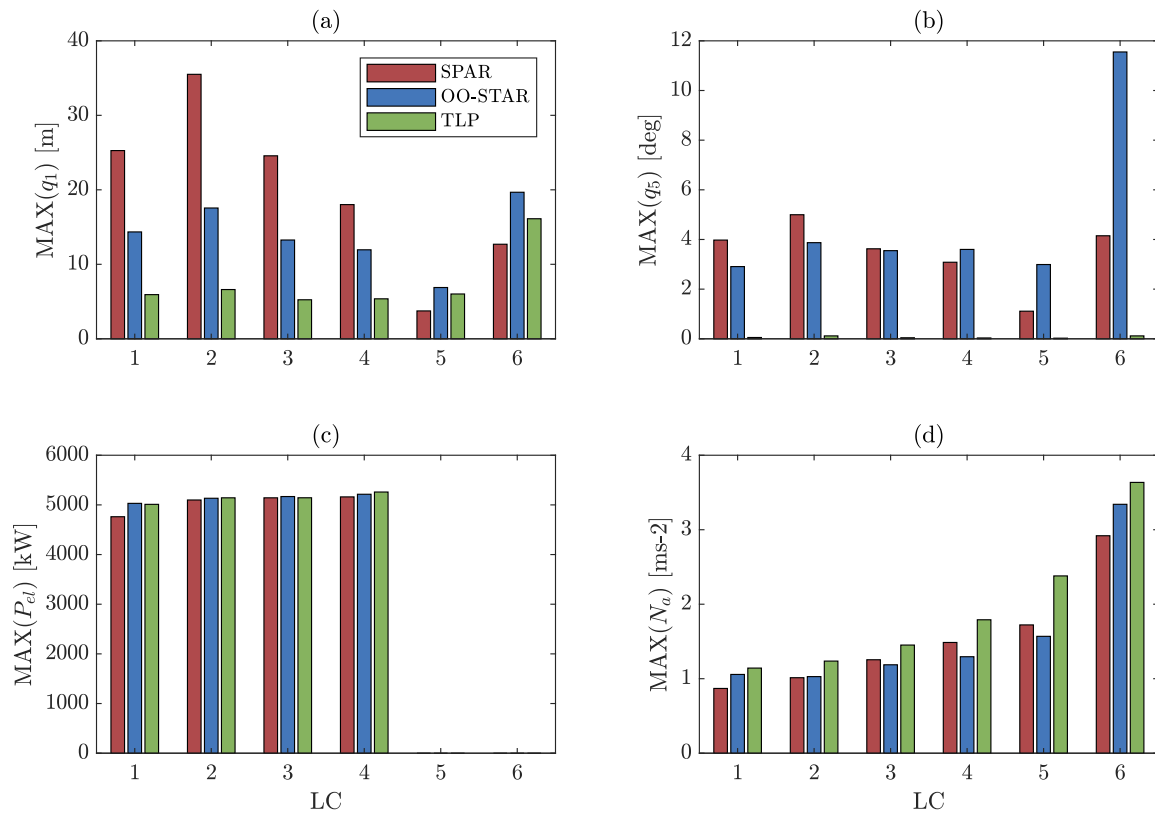 (a)
MAX(q1) [m]
40
30
20
10
0
1 2 3 4 5 6
SPAR
OO-STAR
TLP
(b)
MAX(q5) [deg]
12
10
8
6
4
2
0
1 2 3 4 5 6
(c)
MAX(Pel) [kW]
6000
5000
4000
3000
2000
1000
0
1 2 3 4 5 6
LC
(d)
MAX(Na) [ms-2]
4
3
2
1
0
1 2 3 4 5 6
LC